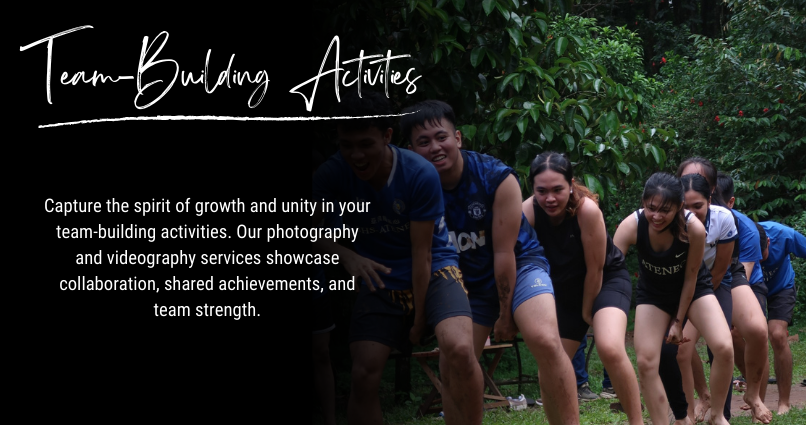 Team-Building Activities
Capture the spirit of growth and unity in your
team-building activities. Our photography
and videography services showcase
collaboration, shared achievements, and
team strength.
AON